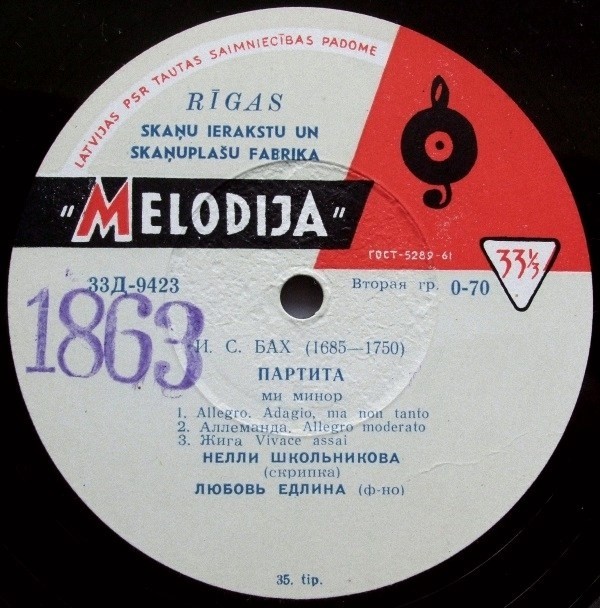 LATVIJAS PSR TAUTAS SAIMNIECĪBAS PADOME
RĪGAS
SKAŅU IERAKSTU UN
SKAŅUPLAŠU FABRIKA
"MELODIJA"
ГОСТ-5289-61
33⅓
33Д-9423
Вторая гр. 0-70
1863
И. С. БАХ (1685—1750)
ПАРТИТА
МИ МИНОР
1. Allegro. Adagio, ma non tanto
2. Аллеманда. Allegro moderato
3. Жига Vivace assai
НЕЛЛИ ШКОЛЬНИКОВА
(скрипка)
ЛЮБОВЬ ЕДЛИНА (ф-но)
35. tip.